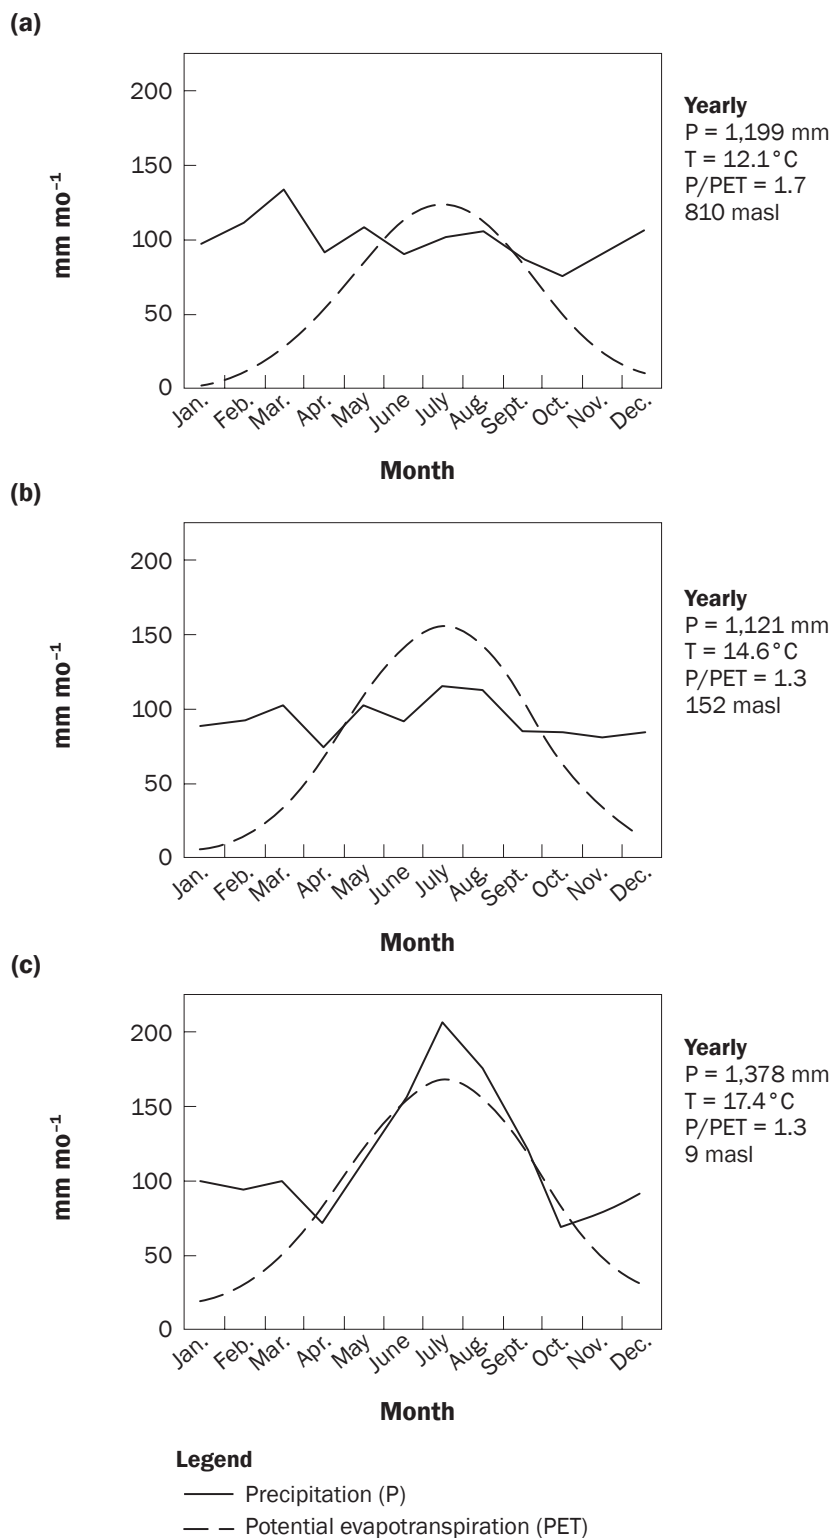 (a)
200
150
100
50
0
mm mo⁻¹
Jan. Feb. Mar. Apr. May June July Aug. Sept. Oct. Nov. Dec.
Month
Yearly
P = 1,199 mm
T = 12.1°C
P/PET = 1.7
810 masl
(b)
200
150
100
50
0
mm mo⁻¹
Jan. Feb. Mar. Apr. May June July Aug. Sept. Oct. Nov. Dec.
Month
Yearly
P = 1,121 mm
T = 14.6°C
P/PET = 1.3
152 masl
(c)
200
150
100
50
0
mm mo⁻¹
Jan. Feb. Mar. Apr. May June July Aug. Sept. Oct. Nov. Dec.
Month
Yearly
P = 1,378 mm
T = 17.4°C
P/PET = 1.3
9 masl
Legend
Precipitation (P)
Potential evapotranspiration (PET)